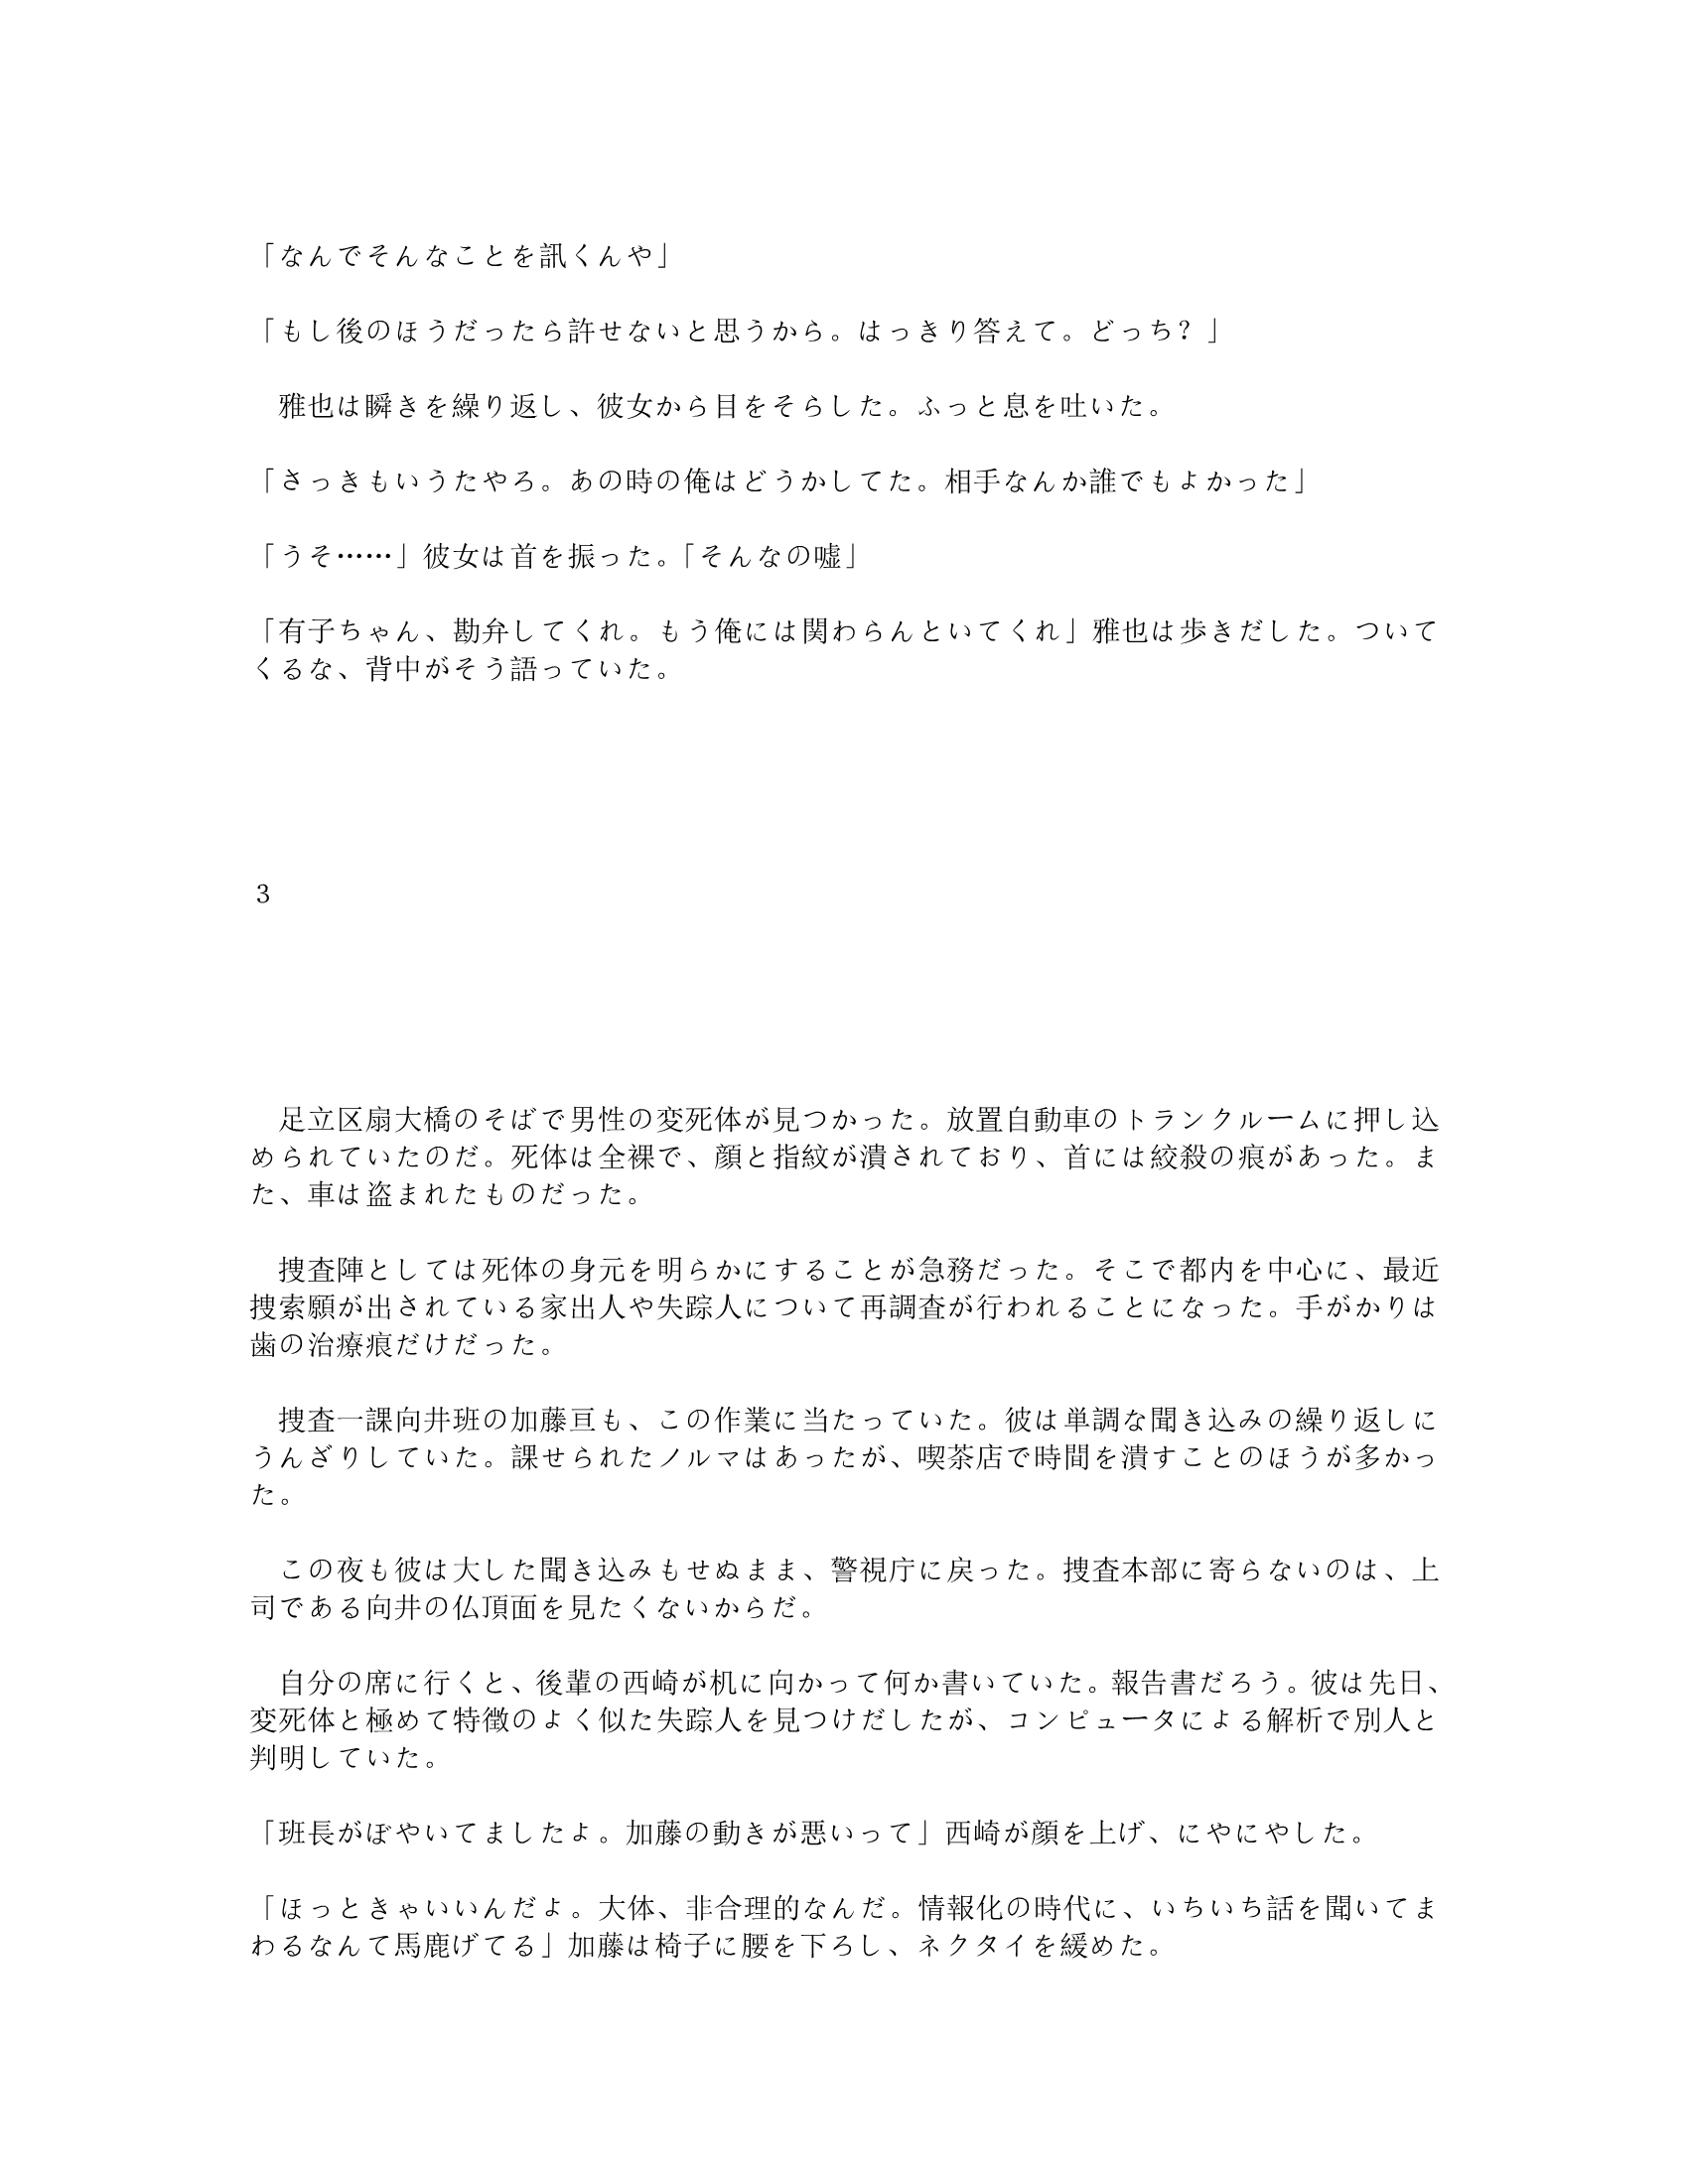 「なんでそんなことを訊くんや」
「もし後のほうだったら許せないと思うから。はっきり答えて。どっち？」
　雅也は瞬きを繰り返し、彼女から目をそらした。ふっと息を吐いた。
「さっきもいうたやろ。あの時の俺はどうかしてた。相手なんか誰でもよかった」
「うそ……」彼女は首を振った。「そんなの嘘」
「有子ちゃん、勘弁してくれ。もう俺には関わらんといてくれ」雅也は歩きだした。ついて
くるな、背中がそう語っていた。
3
　足立区扇大橋のそばで男性の変死体が見つかった。放置自動車のトランクルームに押し込
められていたのだ。死体は全裸で、顔と指紋が潰されており、首には絞殺の痕があった。ま
た、車は盗まれたものだった。
　捜査陣としては死体の身元を明らかにすることが急務だった。そこで都内を中心に、最近
捜索願が出されている家出人や失踪人について再調査が行われることになった。手がかりは
歯の治療痕だけだった。
　捜査一課向井班の加藤亘も、この作業に当たっていた。彼は単調な聞き込みの繰り返しに
うんざりしていた。課せられたノルマはあったが、喫茶店で時間を潰すことのほうが多かっ
た。
　この夜も彼は大した聞き込みもせぬまま、警視庁に戻った。捜査本部に寄らないのは、上
司である向井の仏頂面を見たくないからだ。
　自分の席に行くと、後輩の西崎が机に向かって何か書いていた。報告書だろう。彼は先日、
変死体と極めて特徴のよく似た失踪人を見つけだしたが、コンピュータによる解析で別人と
判明していた。
「班長がぼやいてましたよ。加藤の動きが悪いって」西崎が顔を上げ、にやにやした。
「ほっときゃいいんだよ。大体、非合理的なんだ。情報化の時代に、いちいち話を聞いてま
わるなんて馬鹿げてる」加藤は椅子に腰を下ろし、ネクタイを緩めた。